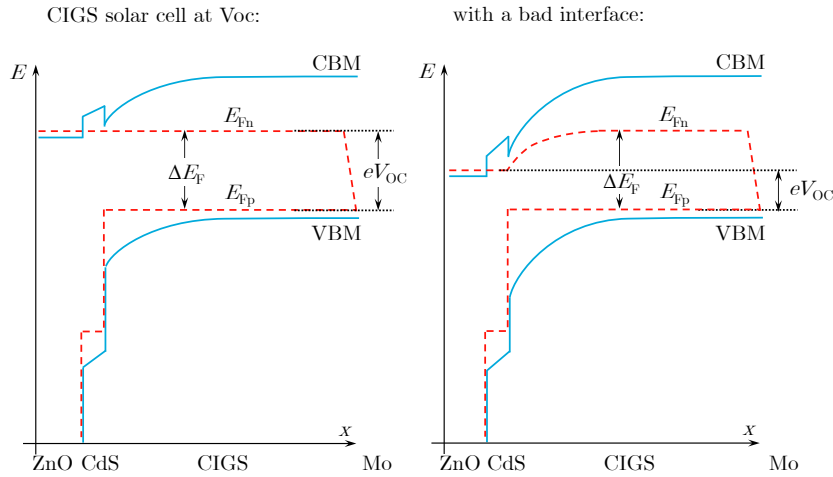 CIGS solar cell at Voc:
E
CBM
E_Fn
ΔE_F
eV_OC
E_Fp
VBM
x
ZnO CdS CIGS Mo
with a bad interface:
E
CBM
E_Fn
ΔE_F
E_Fp
eV_OC
VBM
x
ZnO CdS CIGS Mo